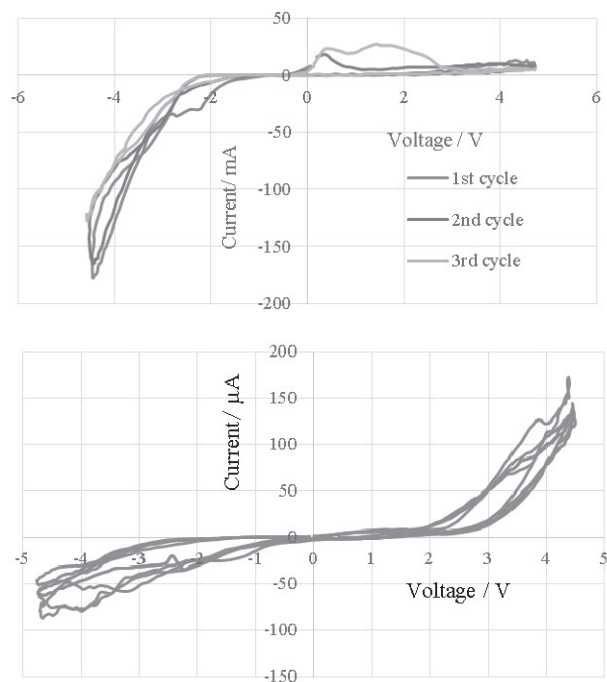 50
0
-6 -4 -2 0 2 4 6
-50
Voltage / V
-100
1st cycle
Current/ mA
-150
2nd cycle
3rd cycle
-200
200
Current/ µA
150
100
50
0
-5 -4 -3 -2 -1 0 1 2 3 4 5
-50
Voltage / V
-100
-150